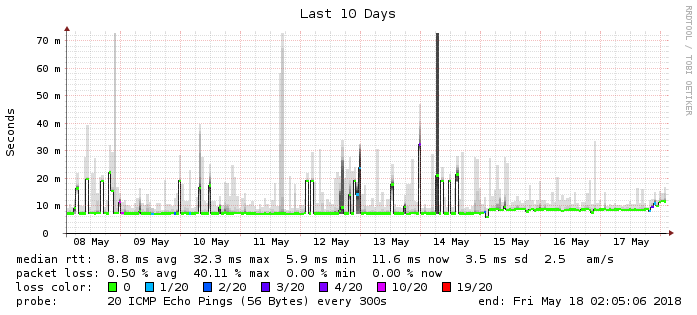 Last 10 Days
RRDTOOL / TOBI OETIKER
Seconds
70 m
60 m
50 m
40 m
30 m
20 m
10 m
0
08 May 09 May 10 May 11 May 12 May 13 May 14 May 15 May 16 May 17 May
median rtt: 8.8 ms avg 32.3 ms max 5.9 ms min 11.6 ms now 3.5 ms sd 2.5 am/s
packet loss: 0.50 % avg 40.11 % max 0.00 % min 0.00 % now
loss color: 0 1/20 2/20 3/20 4/20 10/20 19/20
probe: 20 ICMP Echo Pings (56 Bytes) every 300s end: Fri May 18 02:05:06 2018